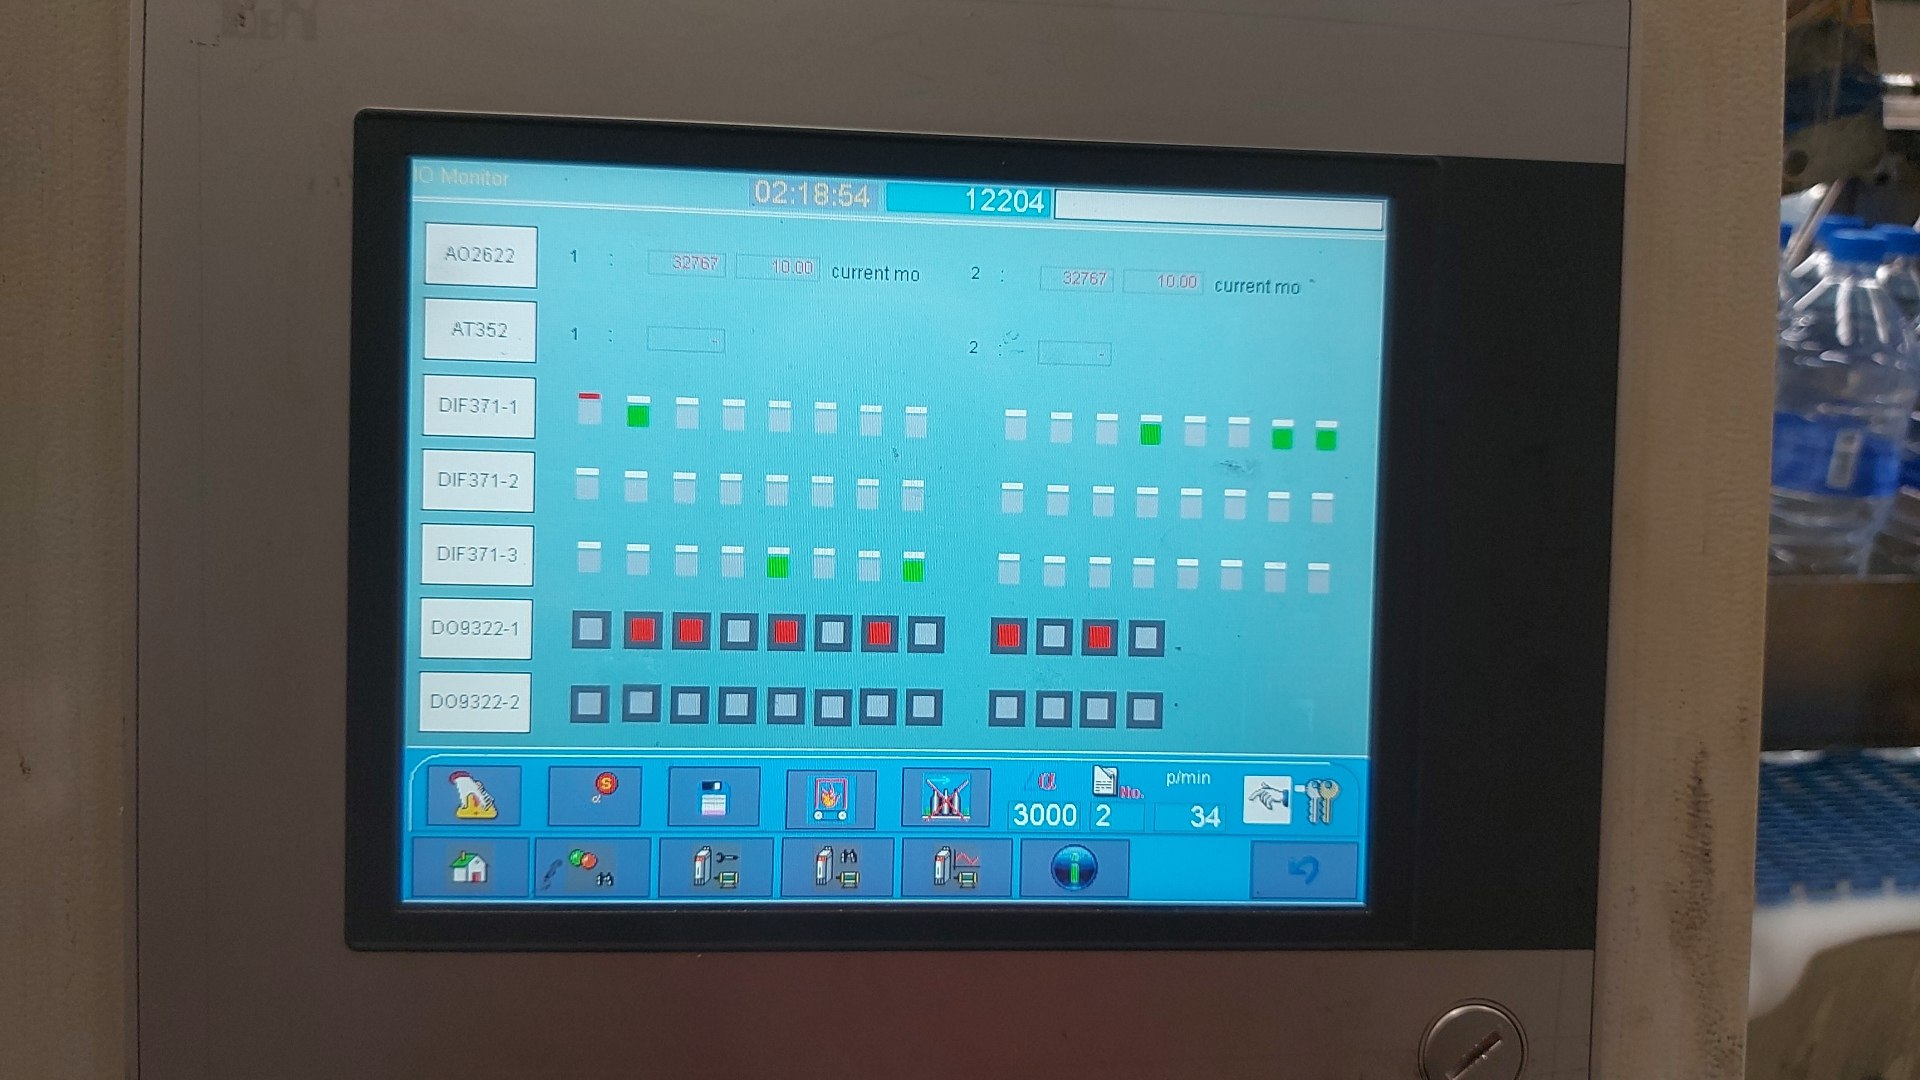 IO Monitor 02:18:54 12204
AO2622 1 : 32767 10.00 current mo 2 : 32767 10.00 current mo
AT352 1 : - 2 : -
DIF371-1
DIF371-2
DIF371-3
DO9322-1
DO9322-2
S
α
α No. p/min
3000 2 34